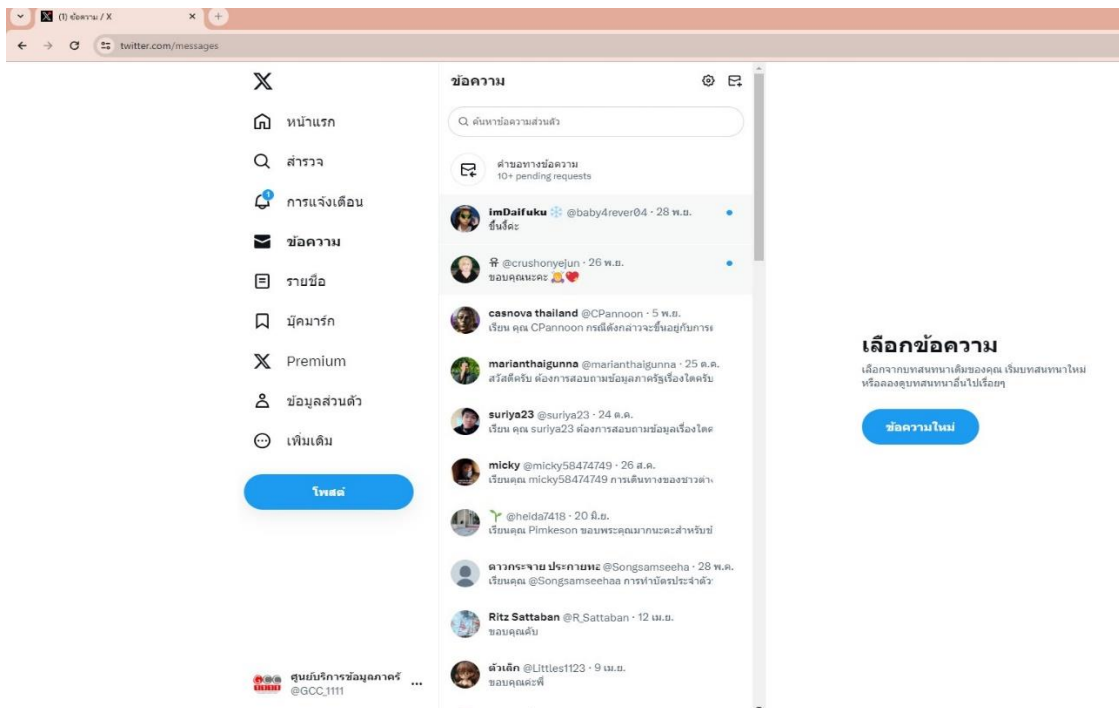 (1) ข้อความ / X
twitter.com/messages
หน้าแรก
สำรวจ
การแจ้งเตือน
1
ข้อความ
รายชื่อ
บุ๊คมาร์ก
Premium
ข้อมูลส่วนตัว
เพิ่มเติม
โพสต์
ศูนย์บริการข้อมูลภาครั
@GCC_1111
ข้อความ
ค้นหาข้อความส่วนตัว
คำขอทางข้อความ
10+ pending requests
imDaifuku ❄️ @baby4rever04 · 28 พ.ย.
ขึ้นงี้ค่ะ
유 @crushonyejun · 26 พ.ย.
ขอบคุณนะคะ
casnova thailand @CPannoon · 5 พ.ย.
เรียน คุณ CPannoon กรณีดังกล่าวจะขึ้นอยู่กับการ
marianthaigunna @marianthaigunna · 25 ต.ค.
สวัสดีครับ ต้องการสอบถามข้อมูลภาครัฐเรื่องใดครับ
suriya23 @suriya23 · 24 ต.ค.
เรียน คุณ suriya23 ต้องการสอบถามข้อมูลเรื่องใด
micky @micky58474749 · 26 ส.ค.
เรียนคุณ micky58474749 การเดินทางของชาวต่า
🌱 @heida7418 · 20 มิ.ย.
เรียนคุณ Pimkeson ขอบพระคุณมากนะคะสำหรับ
ดาวกระจาย ประกายทอ @Songsamseeha · 28 พ.ค.
เรียนคุณ @Songsamseehaa การทำบัตรประจำตัว
Ritz Sattaban @R_Sattaban · 12 เม.ย.
ขอบคุณคับ
ตัวเล็ก @Littles1123 · 9 เม.ย.
ขอบคุณค่ะพี่
เลือกข้อความ
เลือกจากบทสนทนาเดิมของคุณ เริ่มบทสนทนาใหม่
หรือลองดูบทสนทนาอื่นไปเรื่อยๆ
ข้อความใหม่